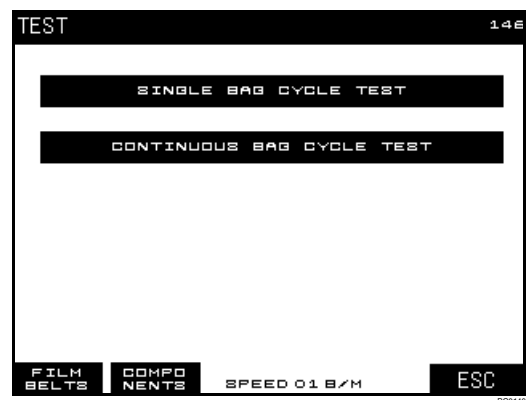 TEST 146
SINGLE BAG CYCLE TEST
CONTINUOUS BAG CYCLE TEST
FILM BELTS
COMPO NENTS
SPEED 01 B/M
ESC